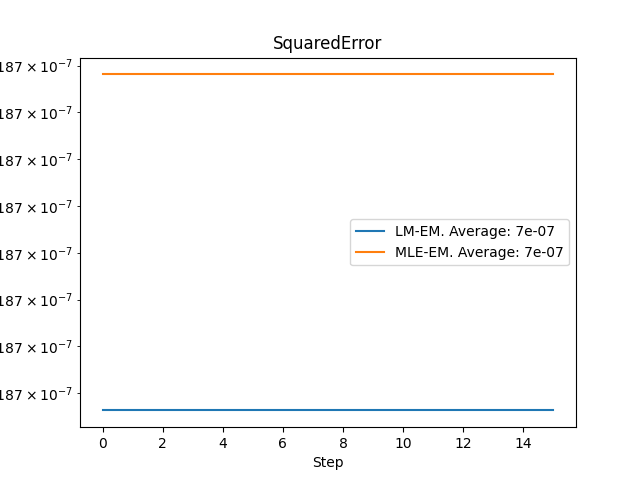 SquaredError
187 × 10⁻⁷
187 × 10⁻⁷
187 × 10⁻⁷
187 × 10⁻⁷
187 × 10⁻⁷
187 × 10⁻⁷
187 × 10⁻⁷
187 × 10⁻⁷
LM-EM. Average: 7e-07
MLE-EM. Average: 7e-07
0 2 4 6 8 10 12 14
Step